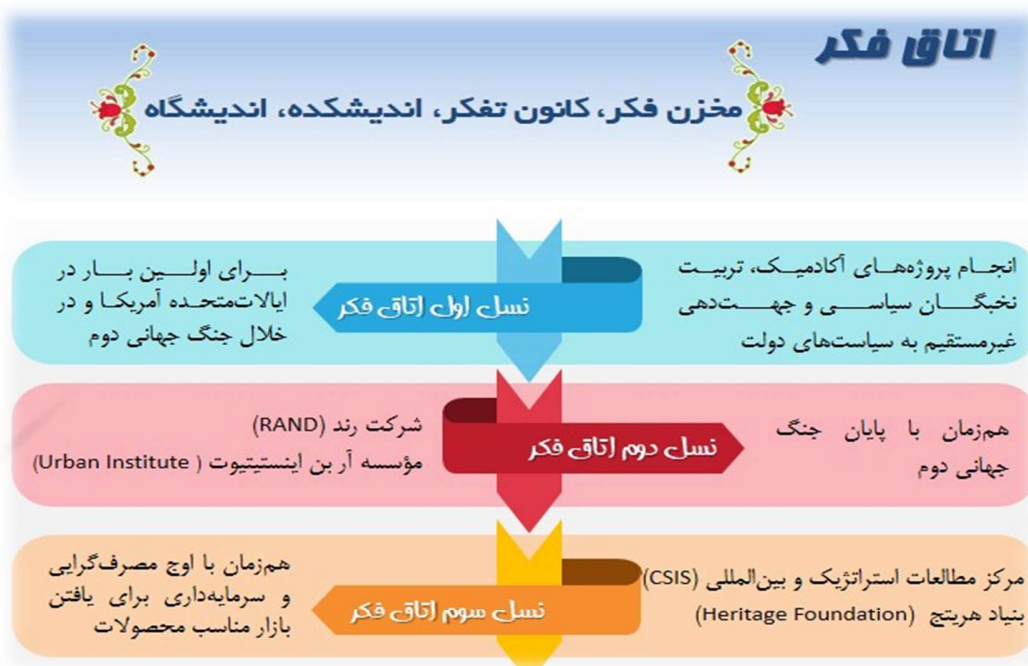 اتاق فکر
مخزن فکر، کانون تفکر، اندیشکده، اندیشگاه
انجام پروژه‌های آکادمیک، تربیت
نخبگان سیاسی و جهت‌دهی
غیرمستقیم به سیاست‌های دولت
نسل اول اتاق فکر
برای اولین بار در
ایالات‌متحده آمریکا و در
خلال جنگ جهانی دوم
هم‌زمان با پایان جنگ
جهانی دوم
نسل دوم اتاق فکر
شرکت رند (RAND)
مؤسسه آر بن اینستیتیوت ( Urban Institute)
مرکز مطالعات استراتژیک و بین‌المللی (CSIS)
بنیاد هریتج (Heritage Foundation)
نسل سوم اتاق فکر
هم‌زمان با اوج مصرف‌گرایی
و سرمایه‌داری برای یافتن
بازار مناسب محصولات